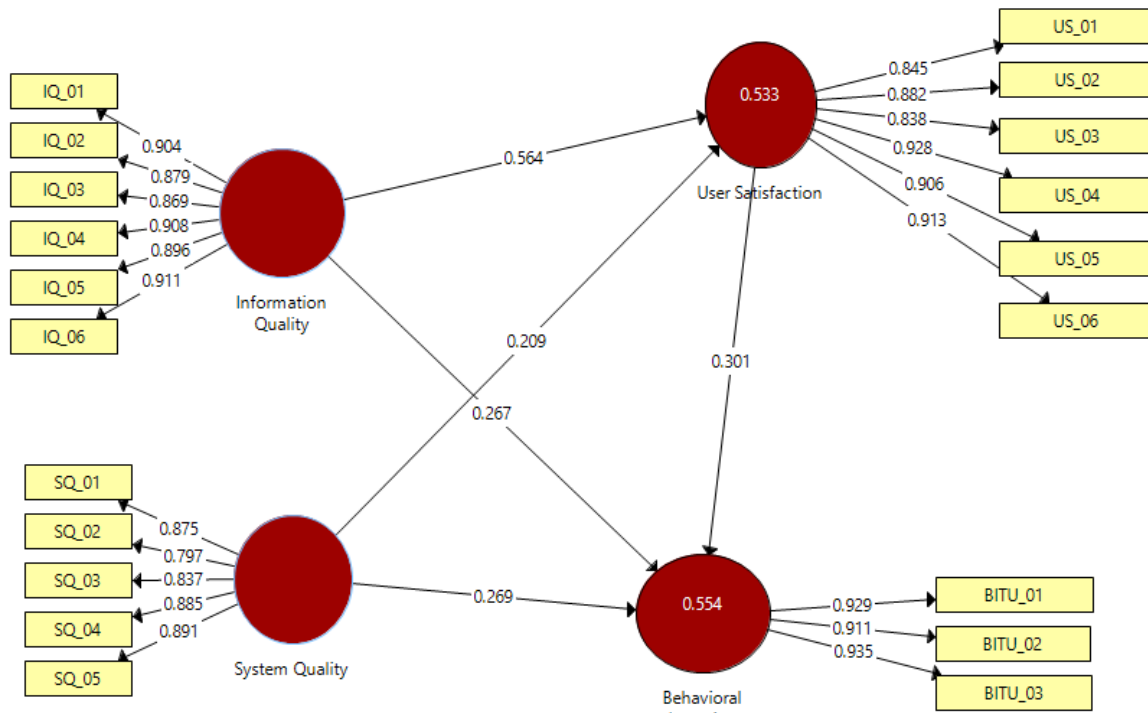 US_01
0.845
US_02
0.882
0.533
US_03
0.838
0.928
US_04
0.906
0.913
US_05
US_06
User Satisfaction
IQ_01
IQ_02
IQ_03
IQ_04
IQ_05
IQ_06
0.904
0.879
0.869
0.908
0.896
0.911
Information
Quality
0.564
0.209
0.301
0.267
0.269
SQ_01
SQ_02
SQ_03
SQ_04
SQ_05
0.875
0.797
0.837
0.885
0.891
System Quality
0.554
0.929
0.911
0.935
BITU_01
BITU_02
BITU_03
Behavioral